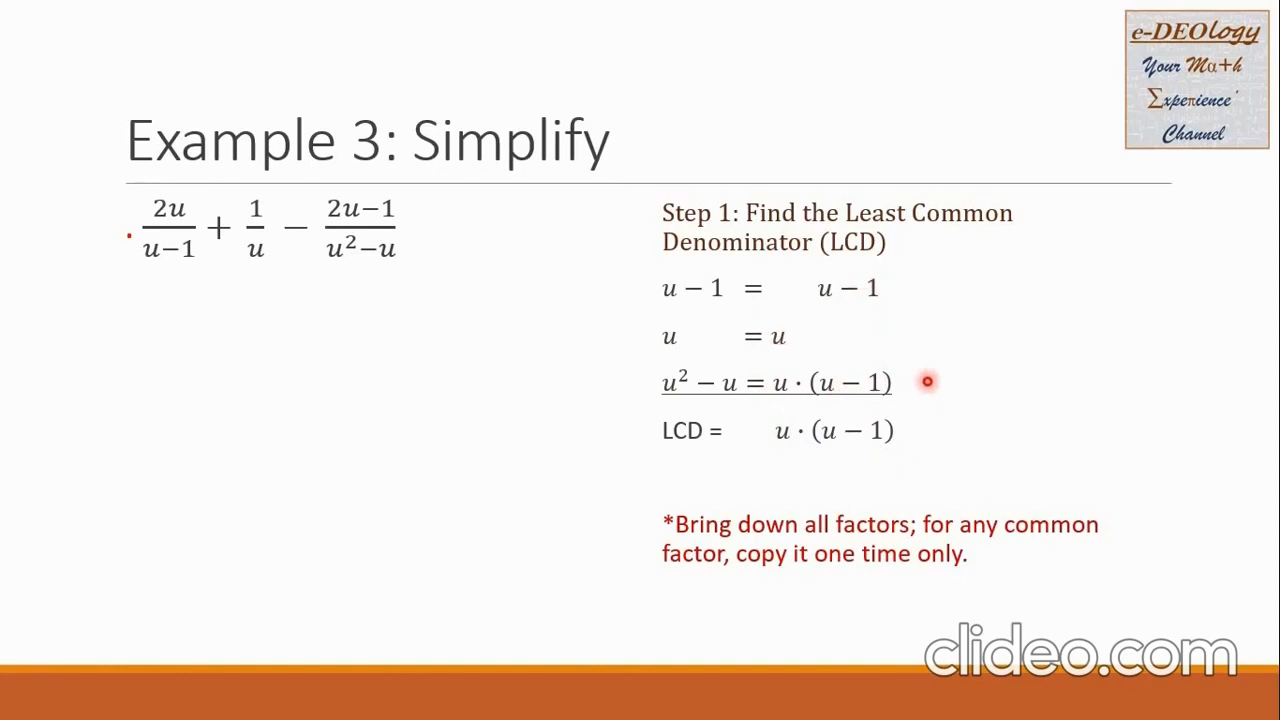 e-DEOlogy
Your Mα+h
Σxpeπience'
Channel
Example 3: Simplify
. 2u/(u−1) + 1/u − (2u−1)/(u²−u)
Step 1: Find the Least Common
Denominator (LCD)
u − 1 = u − 1
u = u
u² − u = u · (u − 1)
LCD = u · (u − 1)
*Bring down all factors; for any common
factor, copy it one time only.
clideo.com